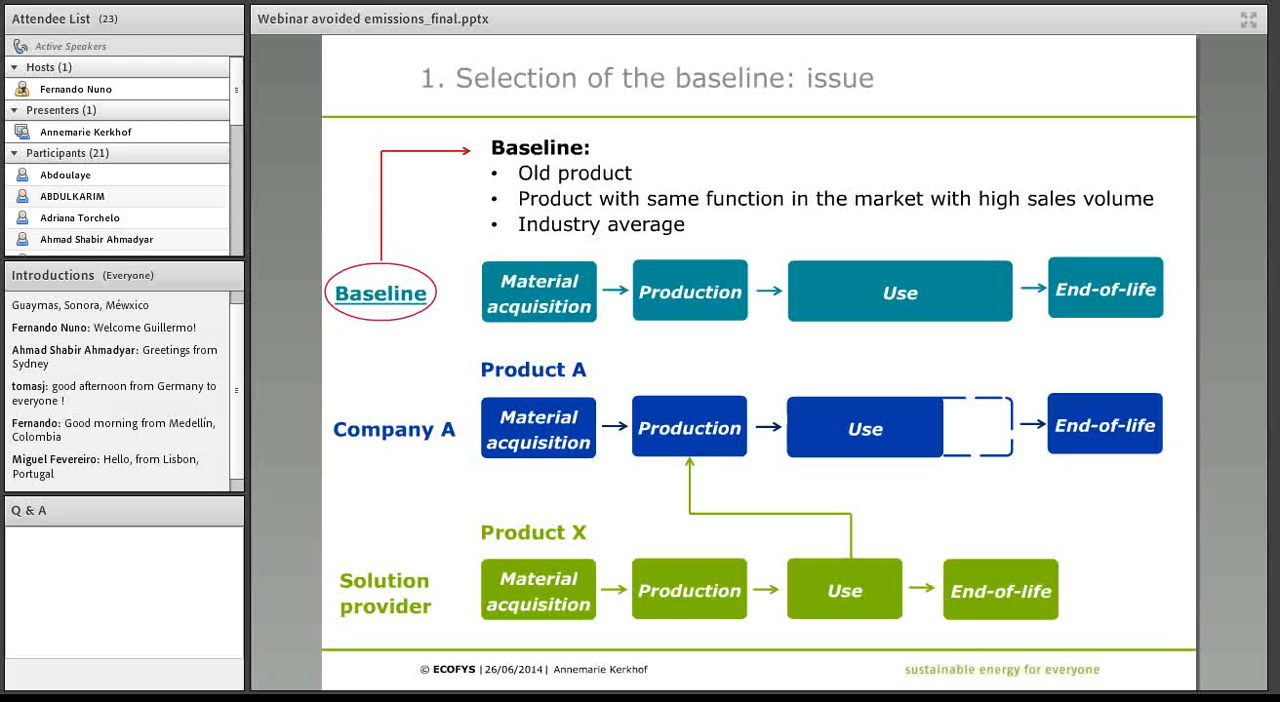 Attendee List (23)
Active Speakers
Hosts (1)
Fernando Nuno
Presenters (1)
Annemarie Kerkhof
Participants (21)
Abdoulaye
ABDULKARIM
Adriana Torchelo
Ahmad Shabir Ahmadyar
Introductions (Everyone)
Guaymas, Sonora, Méwxico
Fernando Nuno: Welcome Guillermo!
Ahmad Shabir Ahmadyar: Greetings from
Sydney
tomasj: good afternoon from Germany to
everyone !
Fernando: Good morning from Medellín,
Colombia
Miguel Fevereiro: Hello, from Lisbon,
Portugal
Q & A
Webinar avoided emissions_final.pptx
1. Selection of the baseline: issue
Baseline:
• Old product
• Product with same function in the market with high sales volume
• Industry average
Baseline
Material
acquisition
Production
Use
End-of-life
Product A
Company A
Material
acquisition
Production
Use
End-of-life
Product X
Solution
provider
Material
acquisition
Production
Use
End-of-life
© ECOFYS | 26/06/2014 | Annemarie Kerkhof
sustainable energy for everyone